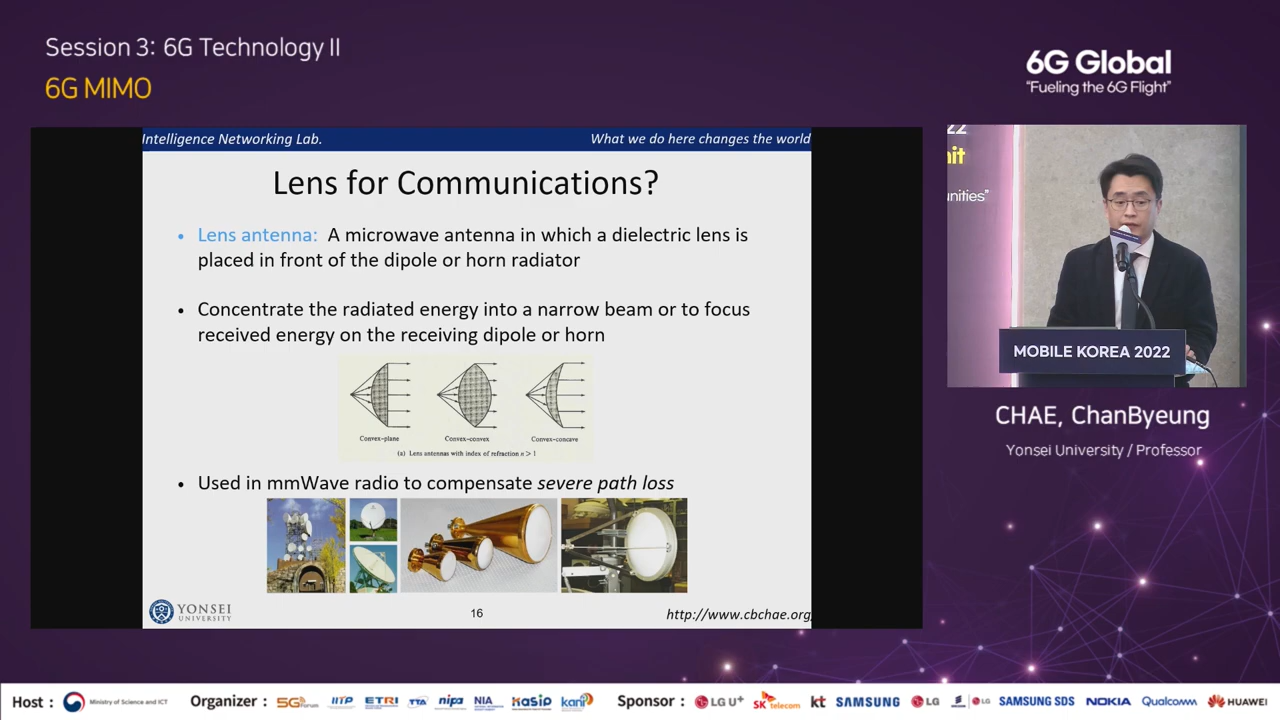 Session 3: 6G Technology II
6G MIMO
6G Global
"Fueling the 6G Flight"
Intelligence Networking Lab.
What we do here changes the world
Lens for Communications?
• Lens antenna: A microwave antenna in which a dielectric lens is
placed in front of the dipole or horn radiator
• Concentrate the radiated energy into a narrow beam or to focus
received energy on the receiving dipole or horn
Convex-plane
Convex-convex
Convex-concave
(a) Lens antennas with index of refraction n > 1
• Used in mmWave radio to compensate severe path loss
YONSEI
UNIVERSITY
16
http://www.cbchae.org
22
it
unities"
MOBILE KOREA 2022
CHAE, ChanByeung
Yonsei University / Professor
Host :
Ministry of Science and ICT
Organizer :
5G Forum
IITP
ETRI
TTA
nipa
NIA
kani
Sponsor :
LG U+
SK telecom
kt
SAMSUNG
LG
LG
SAMSUNG SDS
NOKIA
Qualcomm
HUAWEI